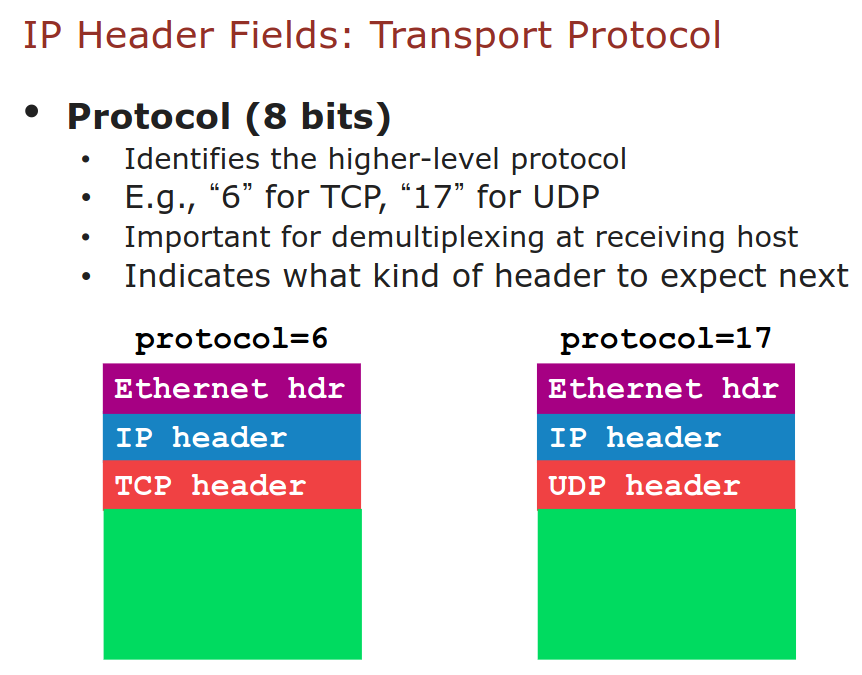 IP Header Fields: Transport Protocol
• Protocol (8 bits)
• Identifies the higher-level protocol
• E.g., “6” for TCP, “17” for UDP
• Important for demultiplexing at receiving host
• Indicates what kind of header to expect next
protocol=6
Ethernet hdr
IP header
TCP header
protocol=17
Ethernet hdr
IP header
UDP header